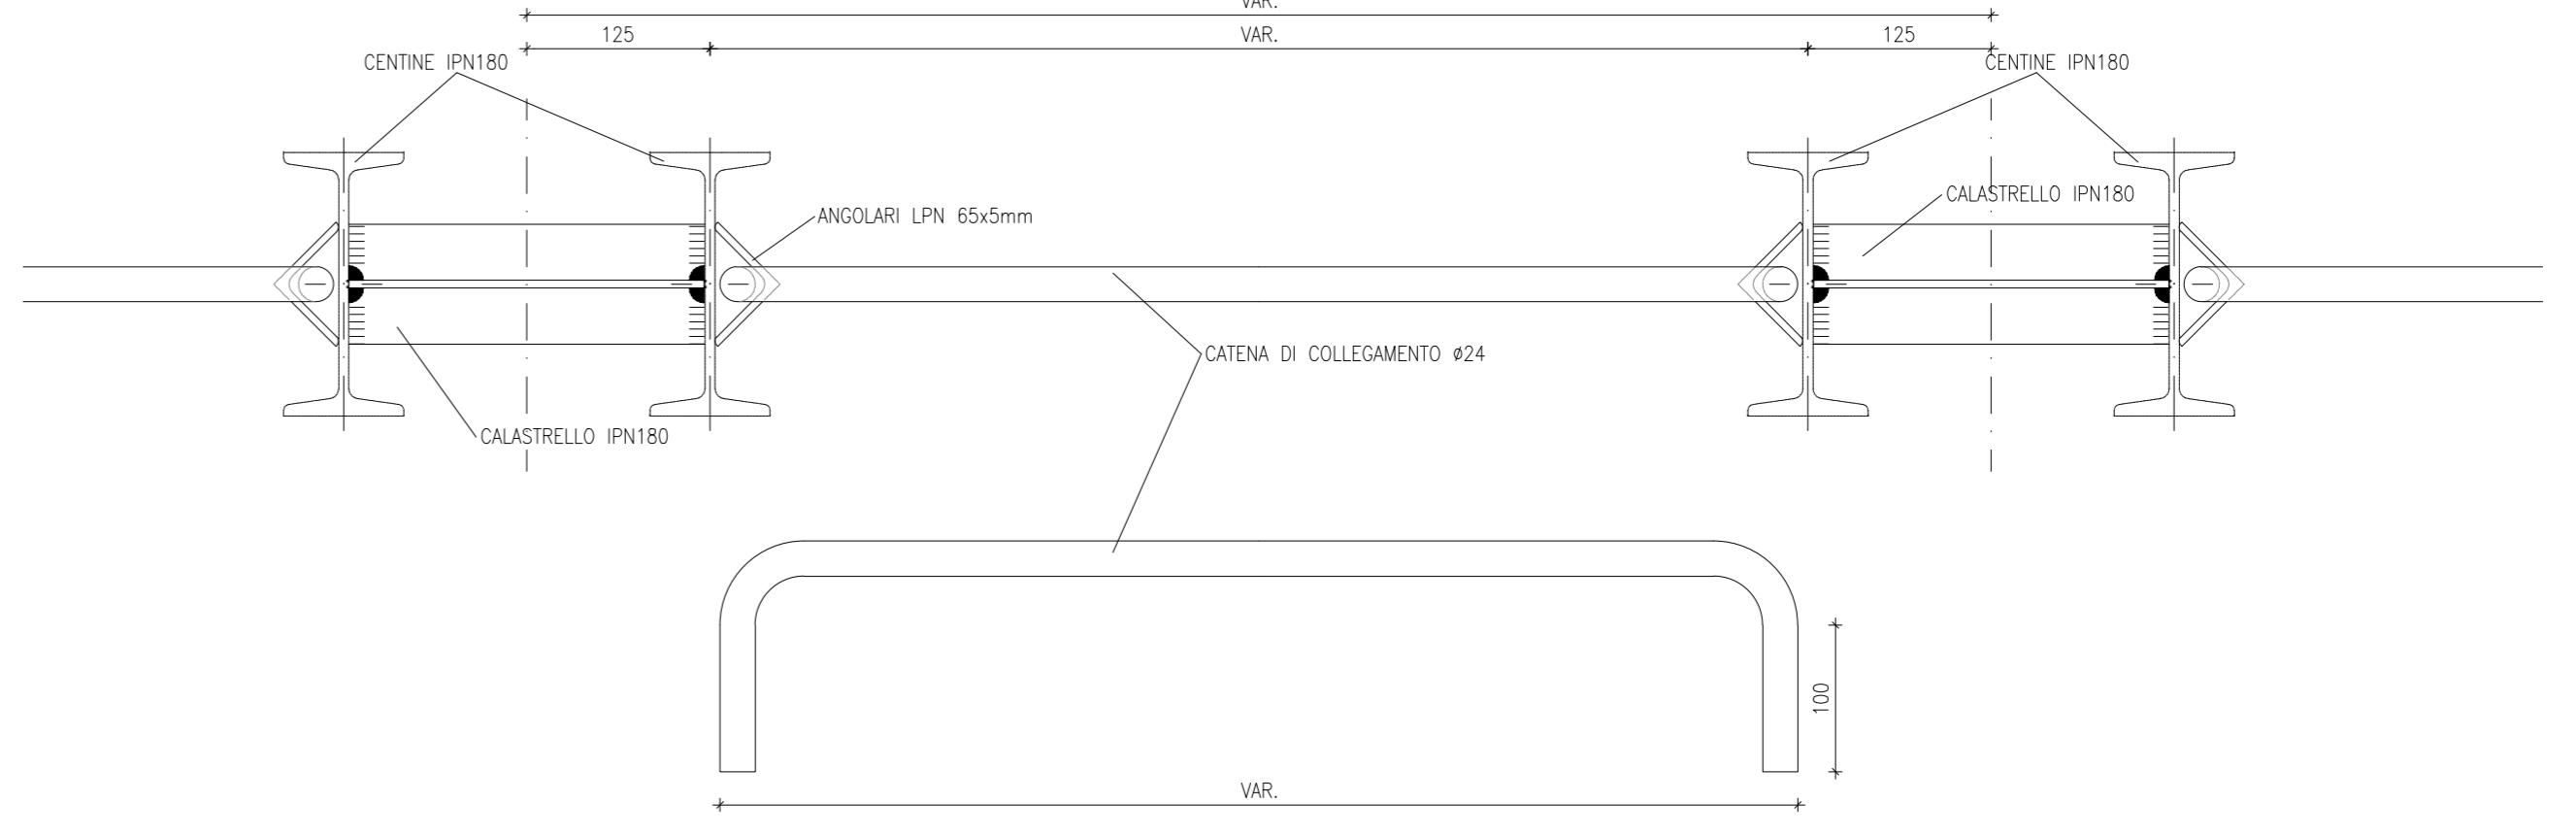 VAR.
125
VAR.
125
CENTINE IPN180
CENTINE IPN180
CALASTRELLO IPN180
ANGOLARI LPN 65x5mm
CATENA DI COLLEGAMENTO ø24
CALASTRELLO IPN180
100
VAR.